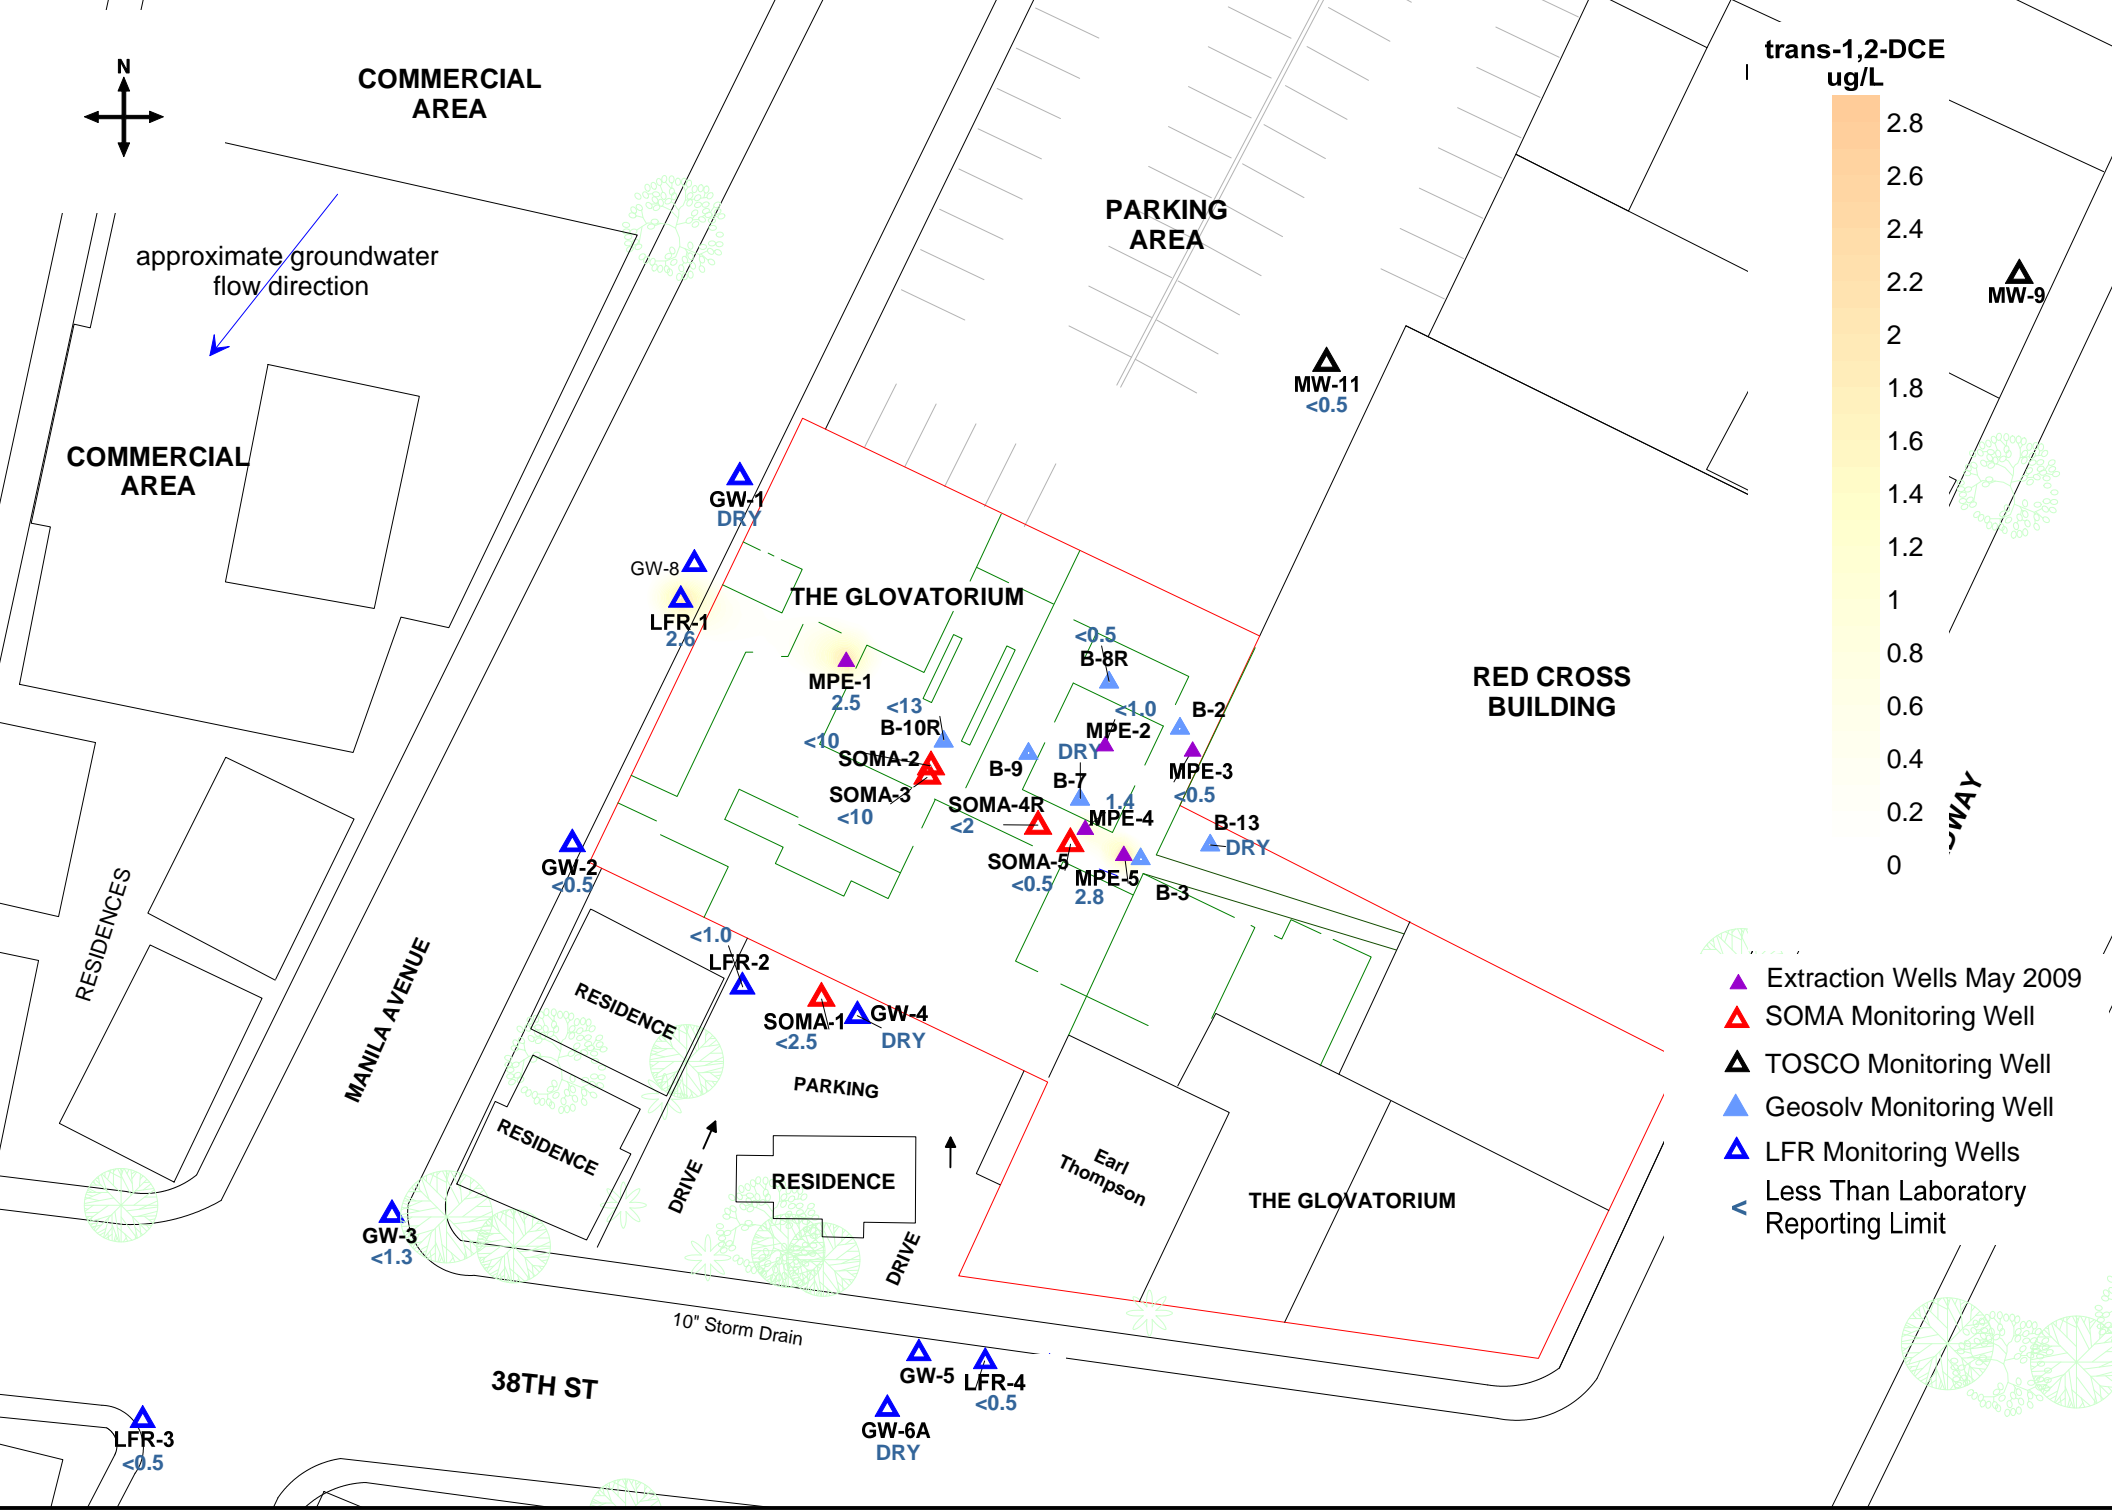 trans-1,2-DCE
ug/L
2.8
2.6
2.4
2.2
2
1.8
1.6
1.4
1.2
1
0.8
0.6
0.4
0.2
0
N
COMMERCIAL
AREA
approximate groundwater
flow direction
PARKING
AREA
MW-9
MW-11
<0.5
COMMERCIAL
AREA
GW-1
DRY
GW-8
LFR-1
2.6
THE GLOVATORIUM
MPE-1
2.5
<0.5
B-8R
<13
B-10R
<10
SOMA-2
SOMA-3
<10
<1.0
MPE-2
B-2
DRY
B-9
B-7
MPE-3
<0.5
SOMA-4R
<2
1.4
MPE-4
B-13
DRY
SOMA-5
<0.5
MPE-5
2.8
B-3
RED CROSS
BUILDING
GW-2
<0.5
<1.0
LFR-2
SOMA-1
<2.5
GW-4
DRY
RESIDENCES
MANILA AVENUE
RESIDENCE
RESIDENCE
PARKING
DRIVE
RESIDENCE
DRIVE
Earl
Thompson
THE GLOVATORIUM
GW-3
<1.3
10" Storm Drain
38TH ST
GW-5
LFR-4
<0.5
GW-6A
DRY
LFR-3
<0.5
WAY
Extraction Wells May 2009
SOMA Monitoring Well
TOSCO Monitoring Well
Geosolv Monitoring Well
LFR Monitoring Wells
< Less Than Laboratory
Reporting Limit